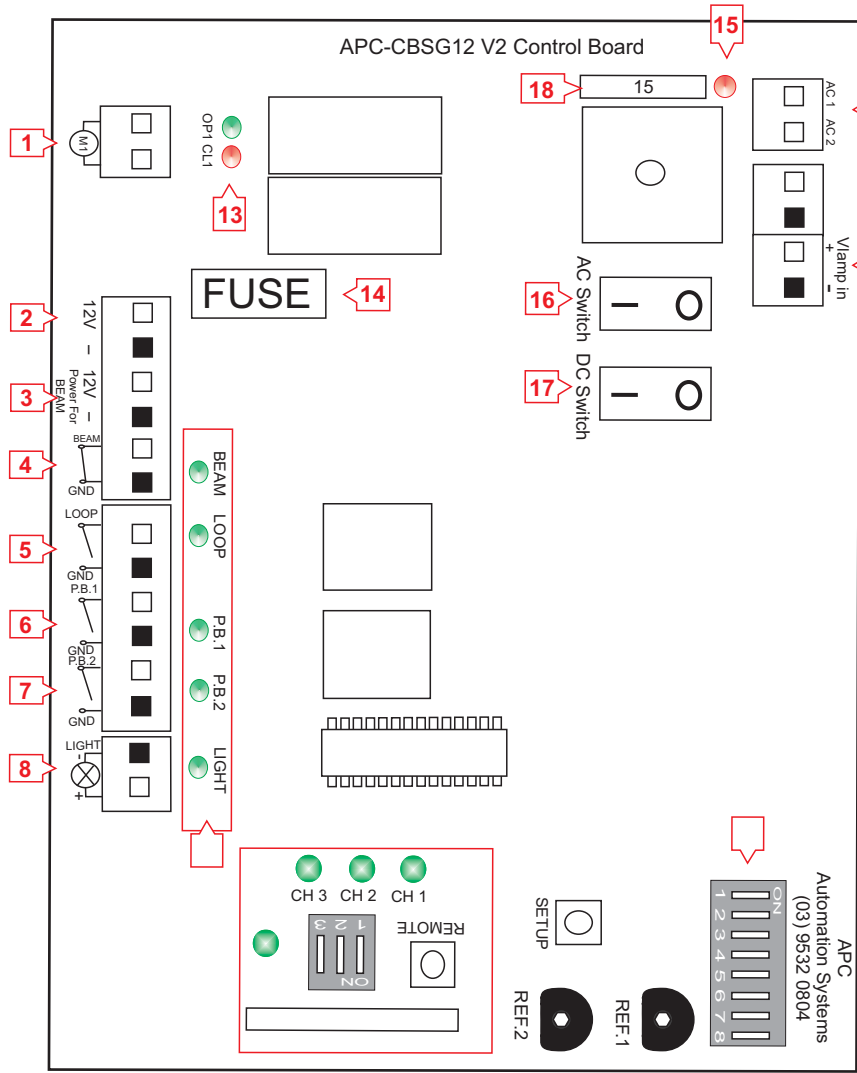 APC-CBSG12 V2 Control Board
15
18
15
AC 1
AC 2
1
M1
OP1 CL1
13
+ Vlamp in -
FUSE
14
16
AC Switch
17
DC Switch
2
12V
–
3
12V
–
Power For
BEAM
4
BEAM
GND
5
LOOP
GND
6
P.B.1
GND
7
P.B.2
GND
8
LIGHT
-
+
BEAM
LOOP
P.B.1
P.B.2
LIGHT
CH 3
CH 2
CH 1
3 2 1
ON
REMOTE
SETUP
REF.2
REF.1
ON
1
2
3
4
5
6
7
8
APC
Automation Systems
(03) 9532 0804